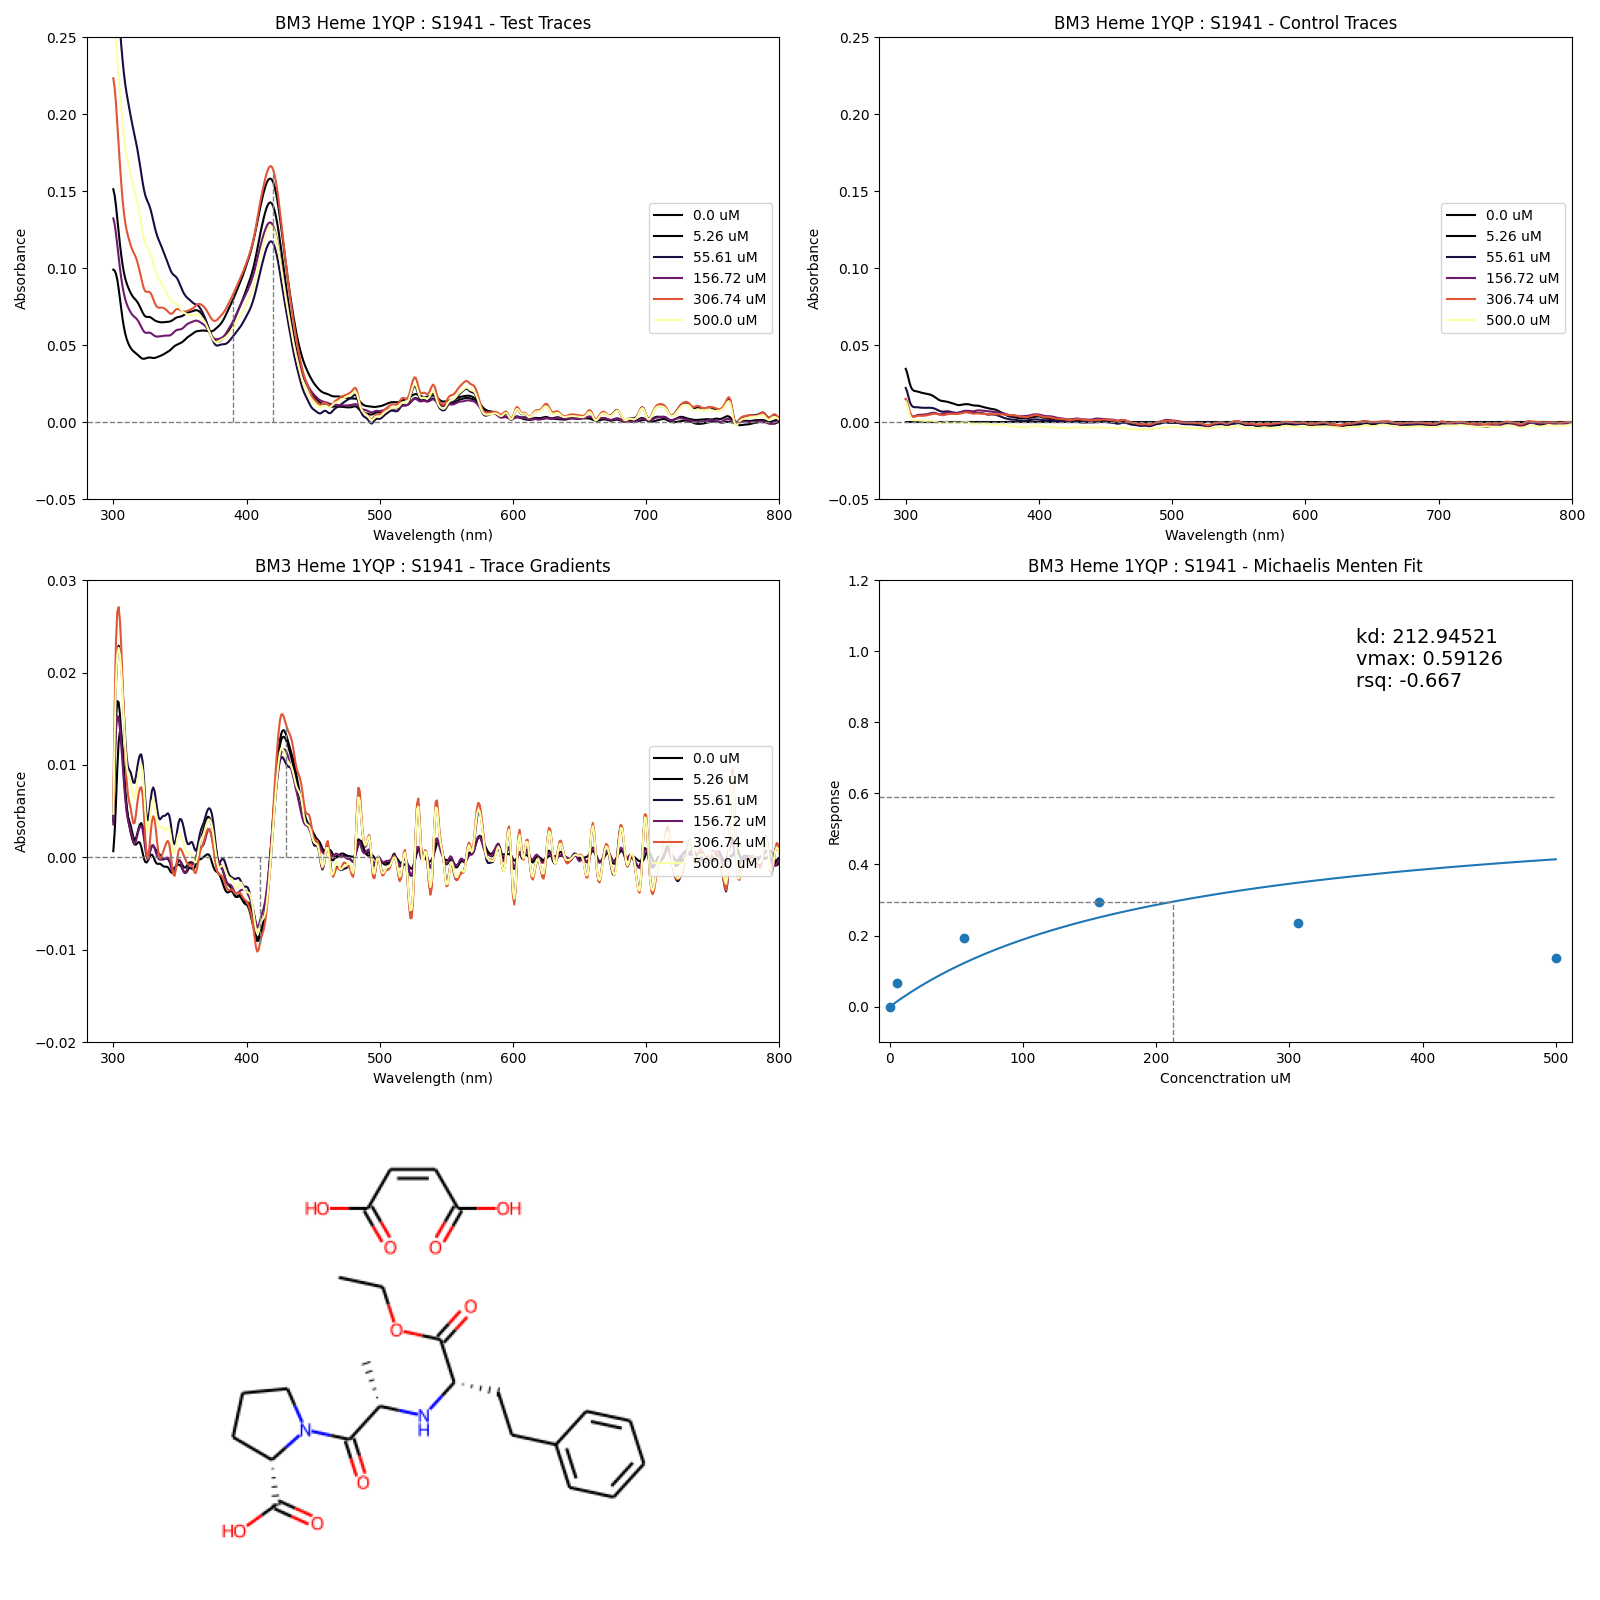 BM3 Heme 1YQP : S1941 - Test Traces
0.25
0.20
0.15
0.10
0.05
0.00
−0.05
Absorbance
300
400
500
600
700
800
Wavelength (nm)
0.0 uM
5.26 uM
55.61 uM
156.72 uM
306.74 uM
500.0 uM
BM3 Heme 1YQP : S1941 - Control Traces
0.25
0.20
0.15
0.10
0.05
0.00
−0.05
Absorbance
300
400
500
600
700
800
Wavelength (nm)
0.0 uM
5.26 uM
55.61 uM
156.72 uM
306.74 uM
500.0 uM
BM3 Heme 1YQP : S1941 - Trace Gradients
0.03
0.02
0.01
0.00
−0.01
−0.02
Absorbance
300
400
500
600
700
800
Wavelength (nm)
0.0 uM
5.26 uM
55.61 uM
156.72 uM
306.74 uM
500.0 uM
BM3 Heme 1YQP : S1941 - Michaelis Menten Fit
1.2
1.0
0.8
0.6
0.4
0.2
0.0
Response
0
100
200
300
400
500
Concenctration uM
kd: 212.94521
vmax: 0.59126
rsq: -0.667
HO
OH
O
O
O
O
N
H
N
O
HO
O